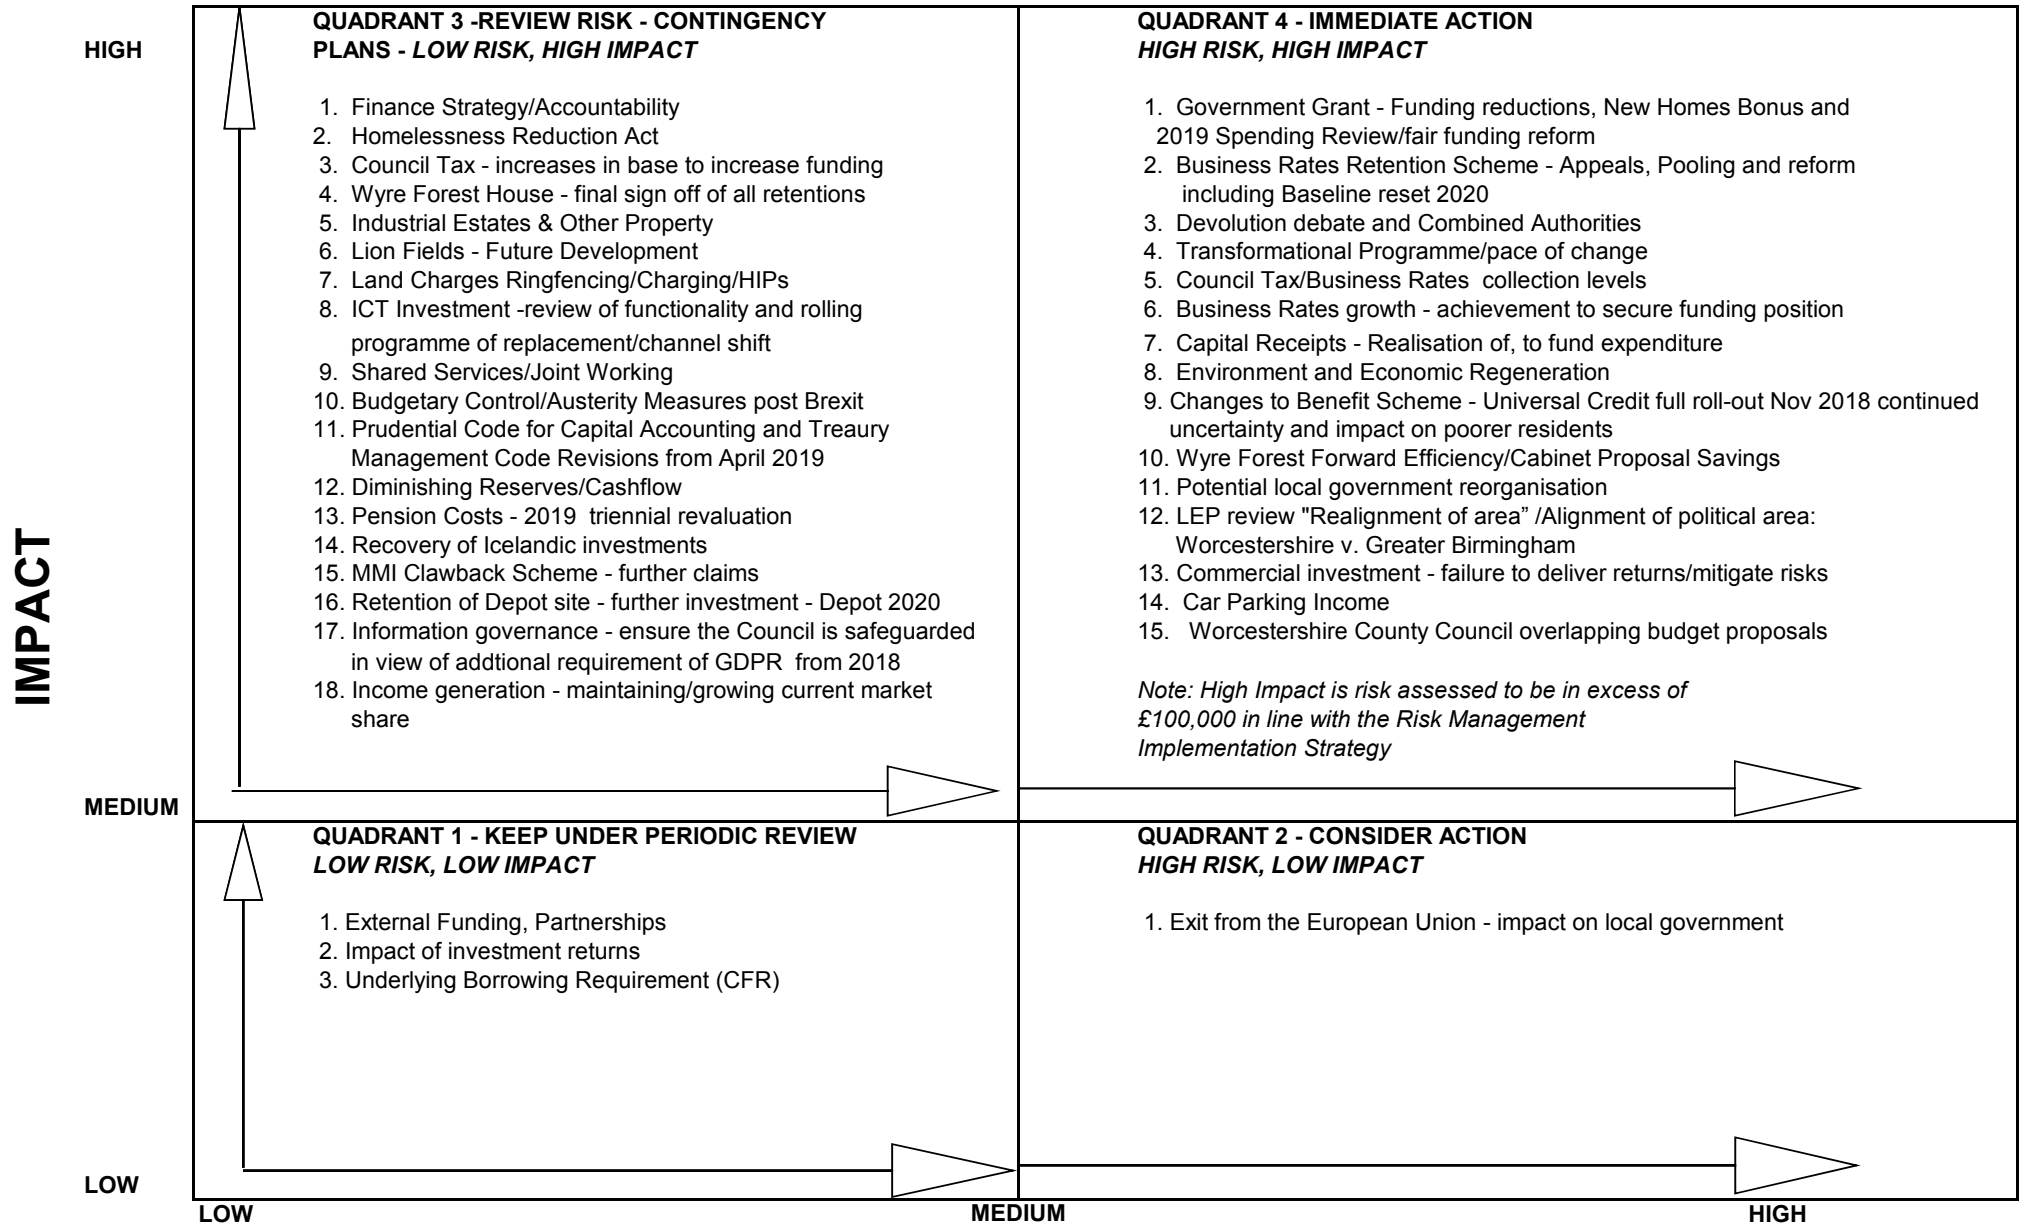 IMPACT
HIGH
MEDIUM
LOW
QUADRANT 3 -REVIEW RISK - CONTINGENCY
PLANS - LOW RISK, HIGH IMPACT
1. Finance Strategy/Accountability
2. Homelessness Reduction Act
3. Council Tax - increases in base to increase funding
4. Wyre Forest House - final sign off of all retentions
5. Industrial Estates & Other Property
6. Lion Fields - Future Development
7. Land Charges Ringfencing/Charging/HIPs
8. ICT Investment -review of functionality and rolling
programme of replacement/channel shift
9. Shared Services/Joint Working
10. Budgetary Control/Austerity Measures post Brexit
11. Prudential Code for Capital Accounting and Treaury
Management Code Revisions from April 2019
12. Diminishing Reserves/Cashflow
13. Pension Costs - 2019 triennial revaluation
14. Recovery of Icelandic investments
15. MMI Clawback Scheme - further claims
16. Retention of Depot site - further investment - Depot 2020
17. Information governance - ensure the Council is safeguarded
in view of addtional requirement of GDPR from 2018
18. Income generation - maintaining/growing current market
share
QUADRANT 4 - IMMEDIATE ACTION
HIGH RISK, HIGH IMPACT
1. Government Grant - Funding reductions, New Homes Bonus and
2019 Spending Review/fair funding reform
2. Business Rates Retention Scheme - Appeals, Pooling and reform
including Baseline reset 2020
3. Devolution debate and Combined Authorities
4. Transformational Programme/pace of change
5. Council Tax/Business Rates collection levels
6. Business Rates growth - achievement to secure funding position
7. Capital Receipts - Realisation of, to fund expenditure
8. Environment and Economic Regeneration
9. Changes to Benefit Scheme - Universal Credit full roll-out Nov 2018 continued
uncertainty and impact on poorer residents
10. Wyre Forest Forward Efficiency/Cabinet Proposal Savings
11. Potential local government reorganisation
12. LEP review "Realignment of area” /Alignment of political area:
Worcestershire v. Greater Birmingham
13. Commercial investment - failure to deliver returns/mitigate risks
14. Car Parking Income
15. Worcestershire County Council overlapping budget proposals
Note: High Impact is risk assessed to be in excess of
£100,000 in line with the Risk Management
Implementation Strategy
QUADRANT 1 - KEEP UNDER PERIODIC REVIEW
LOW RISK, LOW IMPACT
1. External Funding, Partnerships
2. Impact of investment returns
3. Underlying Borrowing Requirement (CFR)
QUADRANT 2 - CONSIDER ACTION
HIGH RISK, LOW IMPACT
1. Exit from the European Union - impact on local government
LOW
MEDIUM
HIGH